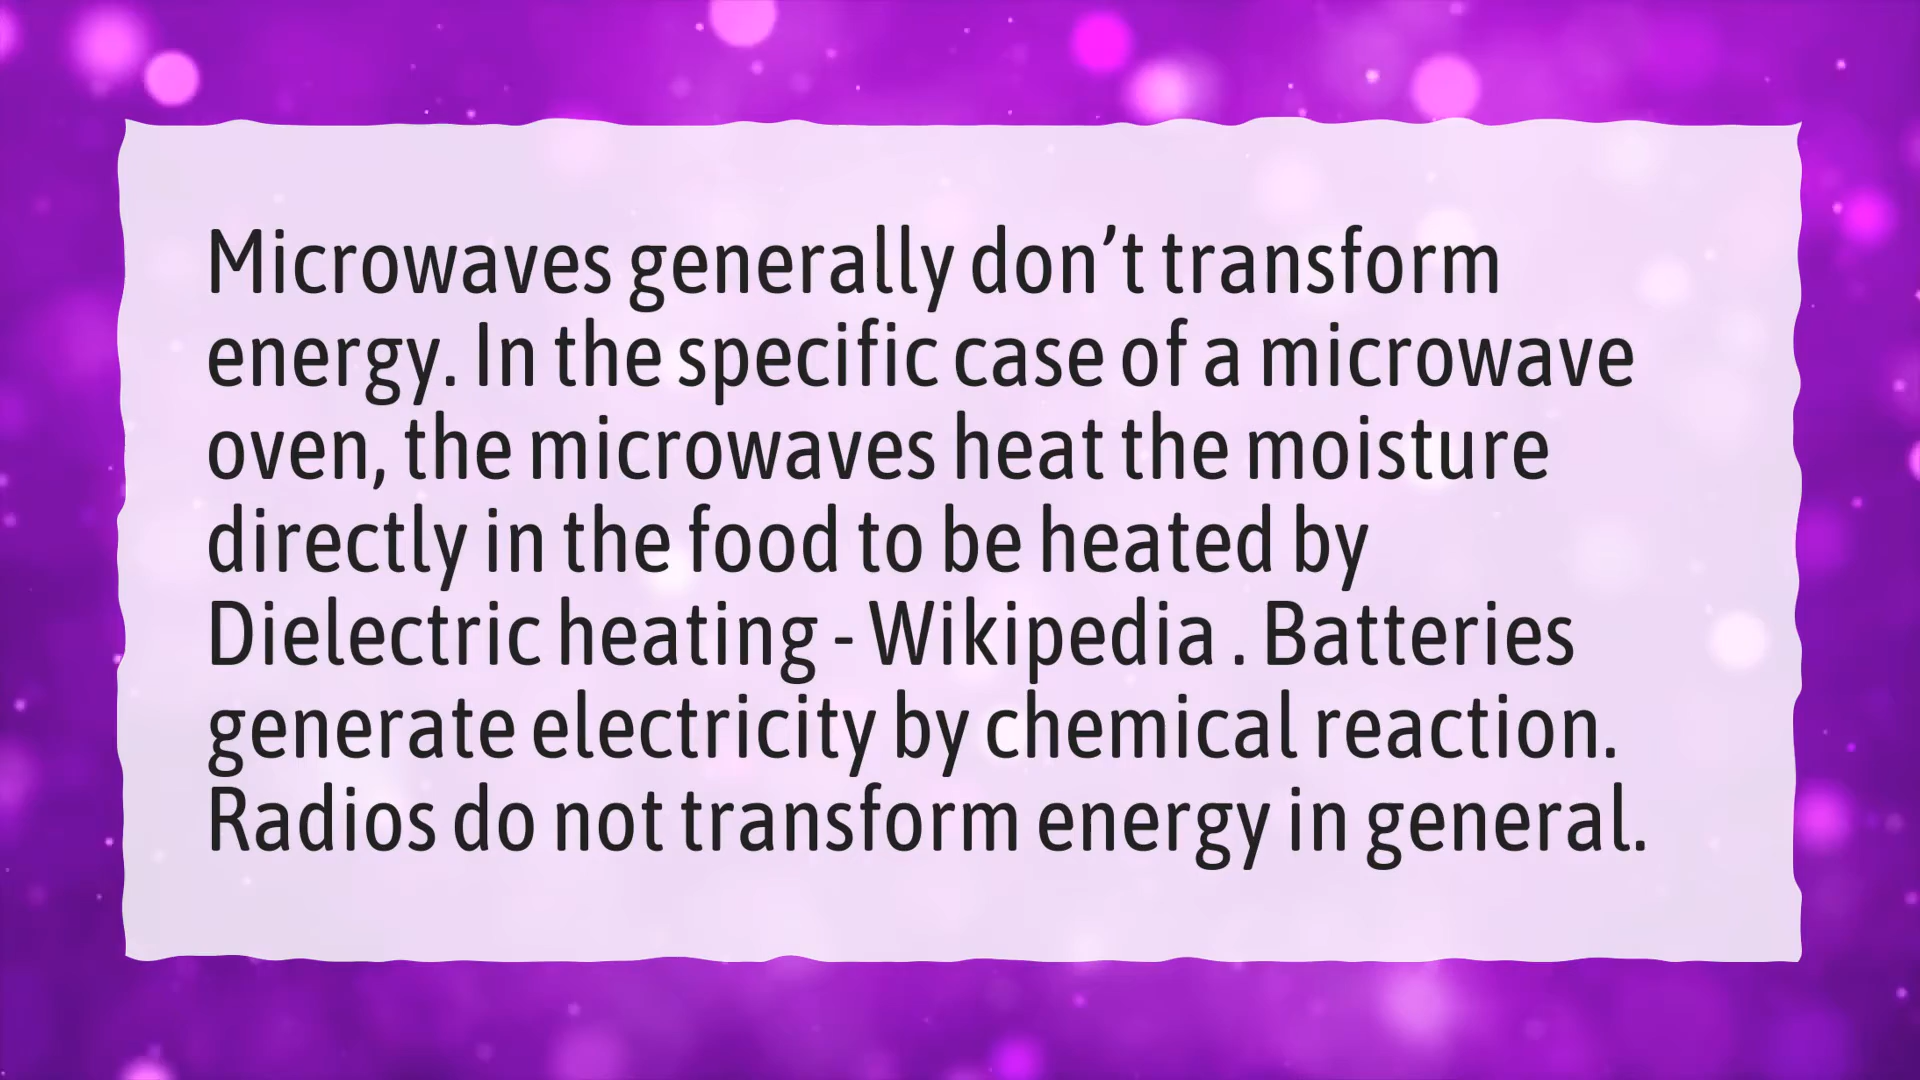 Microwaves generally don’t transform
energy. In the specific case of a microwave
oven, the microwaves heat the moisture
directly in the food to be heated by
Dielectric heating - Wikipedia . Batteries
generate electricity by chemical reaction.
Radios do not transform energy in general.